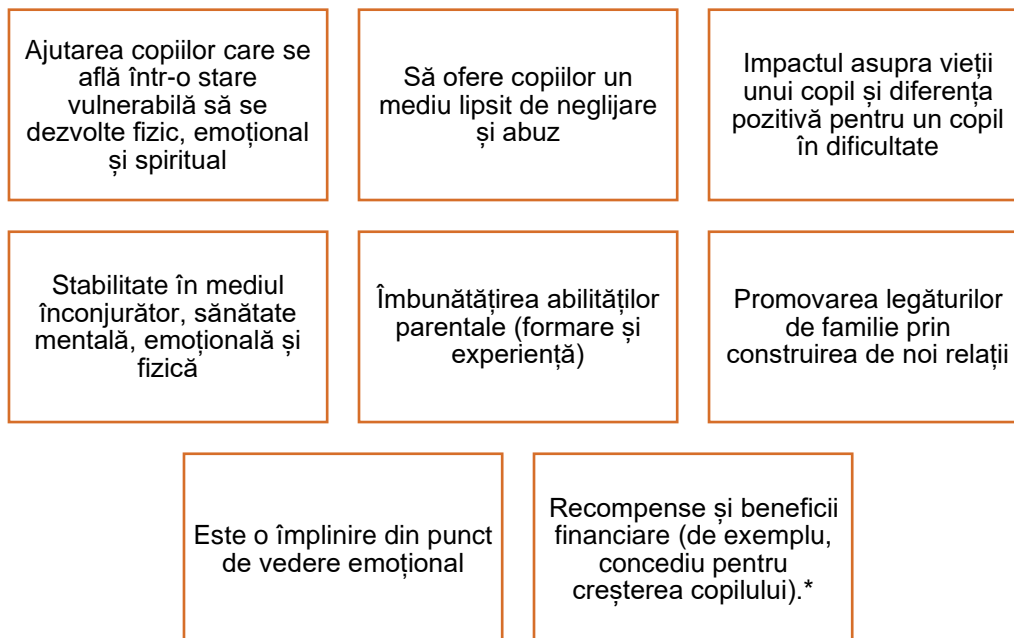 Ajutarea copiilor care se
află într-o stare
vulnerabilă să se
dezvolte fizic, emoțional
și spiritual
Să ofere copiilor un
mediu lipsit de neglijare
și abuz
Impactul asupra vieții
unui copil și diferența
pozitivă pentru un copil
în dificultate
Stabilitate în mediul
înconjurător, sănătate
mentală, emoțională și
fizică
Îmbunătățirea abilităților
parentale (formare și
experiență)
Promovarea legăturilor
de familie prin
construirea de noi relații
Este o împlinire din punct
de vedere emoțional
Recompense și beneficii
financiare (de exemplu,
concediu pentru
creșterea copilului).*